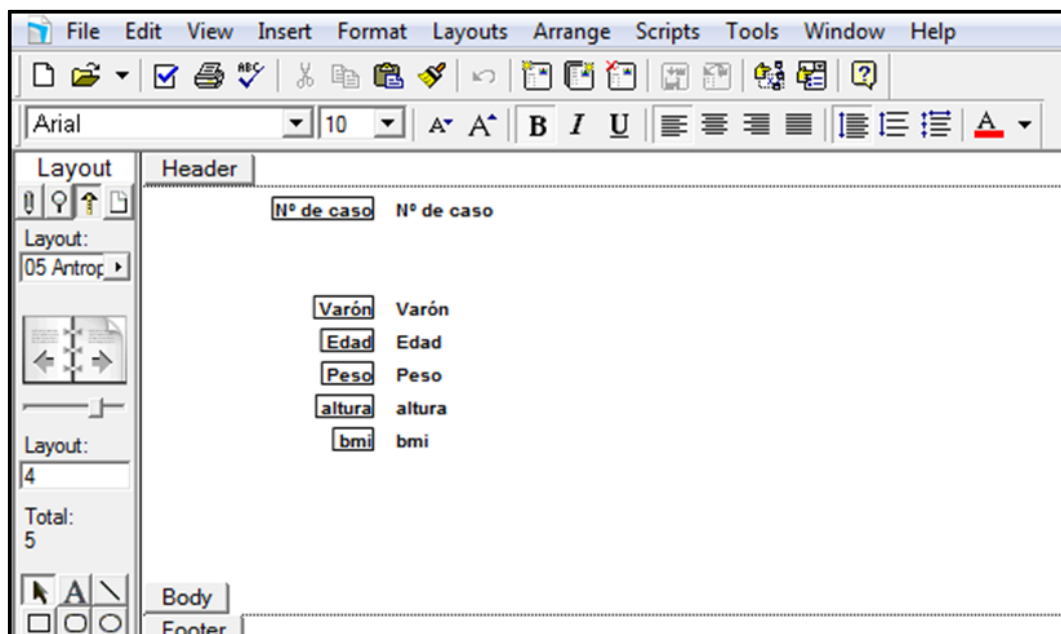 File Edit View Insert Format Layouts Arrange Scripts Tools Window Help
ABC
Arial 10 A A B I U A
Layout Header
Nº de caso Nº de caso
Layout:
05 Antrop
Varón Varón
Edad Edad
Peso Peso
altura altura
bmi bmi
Layout:
4
Total:
5
A
Body
Footer